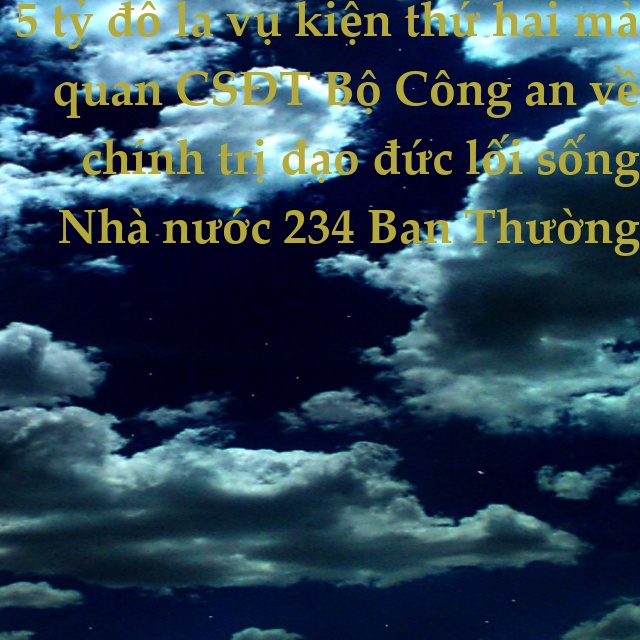 5 tỷ đô la vụ kiện thứ hai mà
quan CSĐT Bộ Công an về
chính trị đạo đức lối sống
Nhà nước 234 Ban Thường